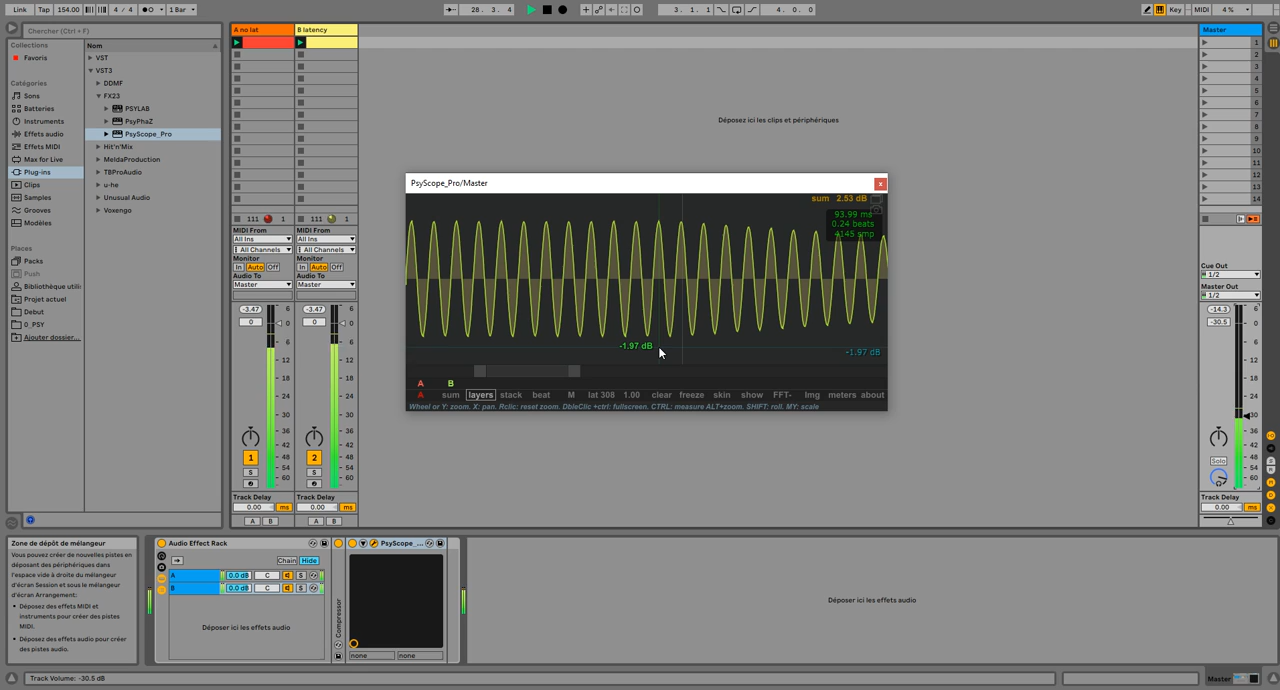 Link Tap 154.00 4 / 4 1 Bar 28. 3. 4 3. 1. 1 4. 0. 0 Key MIDI 4 %
Chercher (Ctrl + F)
Collections
Favoris
Catégories
Sons
Batteries
Instruments
Effets audio
Effets MIDI
Max for Live
Plug-ins
Clips
Samples
Grooves
Modèles
Places
Packs
Push
Bibliothèque utili
Projet actuel
Debut
0_PSY
Ajouter dossier...
Nom
VST
VST3
DDMF
FX23
PSYLAB
PsyPhaZ
PsyScope_Pro
Hit'n'Mix
MeldaProduction
TBProAudio
u-he
Unusual Audio
Voxengo
A no lat
B latency
111 1
MIDI From
All Ins
All Channels
Monitor
In Auto Off
Audio To
Master
-3.47
0
6
0
6
12
18
24
30
36
42
48
54
60
1
S
Track Delay
0.00 ms
A B
111 1
MIDI From
All Ins
All Channels
Monitor
In Auto Off
Audio To
Master
-3.47
0
6
0
6
12
18
24
30
36
42
48
54
60
2
S
Track Delay
0.00 ms
A B
Déposez ici les clips et périphériques
PsyScope_Pro/Master
x
sum 2.53 dB
93.99 ms
0.24 beats
4145 smp
-1.97 dB
-1.97 dB
A B
A sum layers stack beat M lat 308 1.00 clear freeze skin show FFT- Img meters about
Wheel or Y: zoom. X: pan. Rclic: reset zoom. DbleClic +ctrl: fullscreen. CTRL: measure ALT+zoom. SHIFT: roll. MY: scale
Master
1
2
3
4
5
6
7
8
9
10
11
12
13
14
Cue Out
1/2
Master Out
1/2
-14.3
-30.5
6
0
6
12
18
24
30
36
42
48
54
60
Solo
Track Delay
0.00 ms
Zone de dépôt de mélangeur
Vous pouvez créer de nouvelles pistes en
déposant des périphériques dans
l'espace vide à droite du mélangeur
d'écran Session et sous le mélangeur
d'écran Arrangement:
• Déposez des effets MIDI et
instruments pour créer des pistes
MIDI.
• Déposez des effets audio pour créer
des pistes audio.
Audio Effect Rack
Chain Hide
A 0.0 dB C S
B 0.0 dB C S
Déposer ici les effets audio
Compressor
PsyScope_...
none none
Déposer ici les effets audio
Track Volume: -30.5 dB
Master